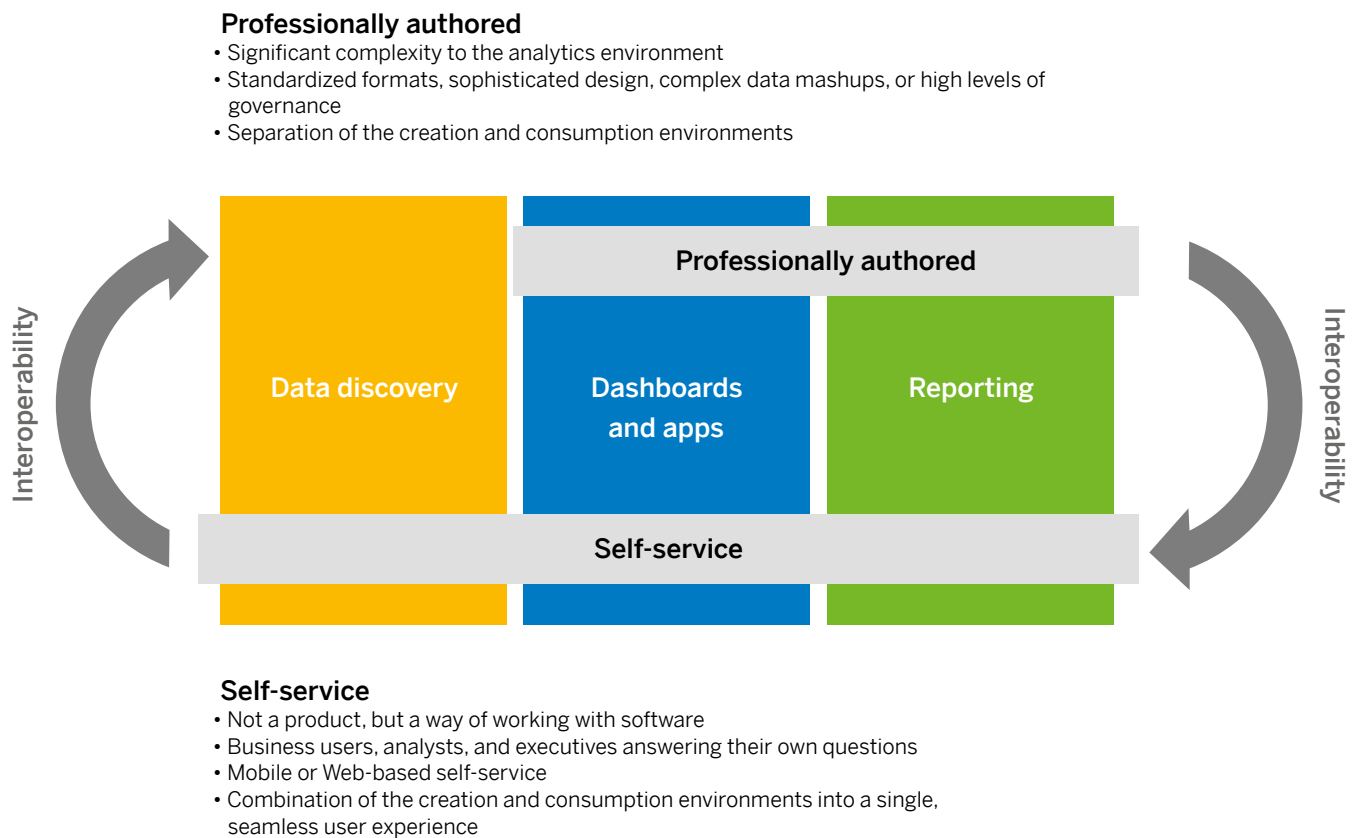 Professionally authored
• Significant complexity to the analytics environment
• Standardized formats, sophisticated design, complex data mashups, or high levels of
governance
• Separation of the creation and consumption environments
Professionally authored
Interoperability
Data discovery
Dashboards
and apps
Reporting
Interoperability
Self-service
Self-service
• Not a product, but a way of working with software
• Business users, analysts, and executives answering their own questions
• Mobile or Web-based self-service
• Combination of the creation and consumption environments into a single,
seamless user experience